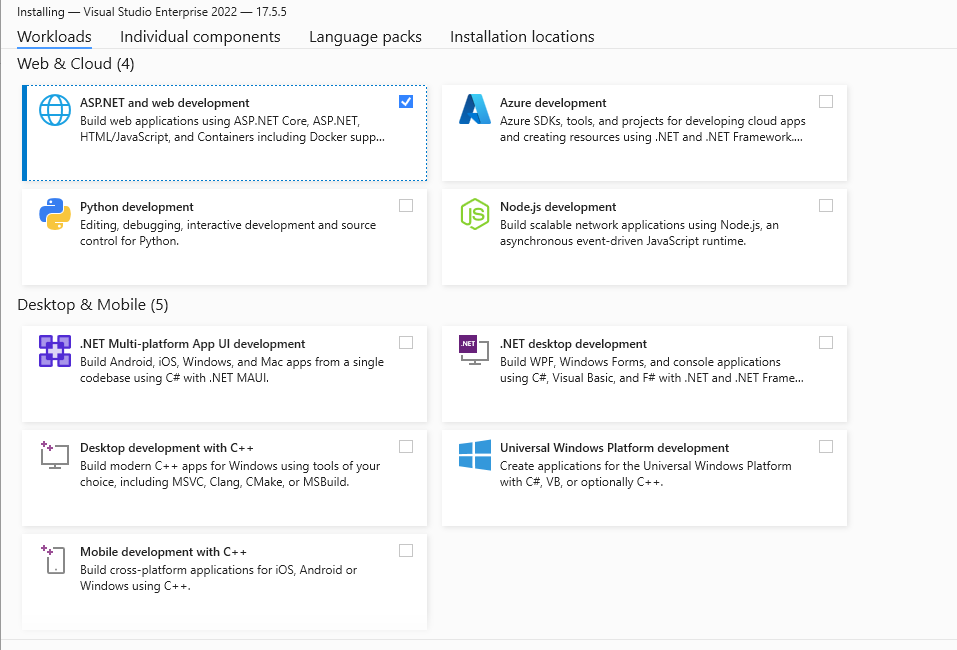 Installing — Visual Studio Enterprise 2022 — 17.5.5
Workloads Individual components Language packs Installation locations
Web & Cloud (4)
ASP.NET and web development
Build web applications using ASP.NET Core, ASP.NET,
HTML/JavaScript, and Containers including Docker supp...
Azure development
Azure SDKs, tools, and projects for developing cloud apps
and creating resources using .NET and .NET Framework....
Python development
Editing, debugging, interactive development and source
control for Python.
JS
Node.js development
Build scalable network applications using Node.js, an
asynchronous event-driven JavaScript runtime.
Desktop & Mobile (5)
.NET Multi-platform App UI development
Build Android, iOS, Windows, and Mac apps from a single
codebase using C# with .NET MAUI.
.NET
.NET desktop development
Build WPF, Windows Forms, and console applications
using C#, Visual Basic, and F# with .NET and .NET Frame...
Desktop development with C++
Build modern C++ apps for Windows using tools of your
choice, including MSVC, Clang, CMake, or MSBuild.
Universal Windows Platform development
Create applications for the Universal Windows Platform
with C#, VB, or optionally C++.
Mobile development with C++
Build cross-platform applications for iOS, Android or
Windows using C++.